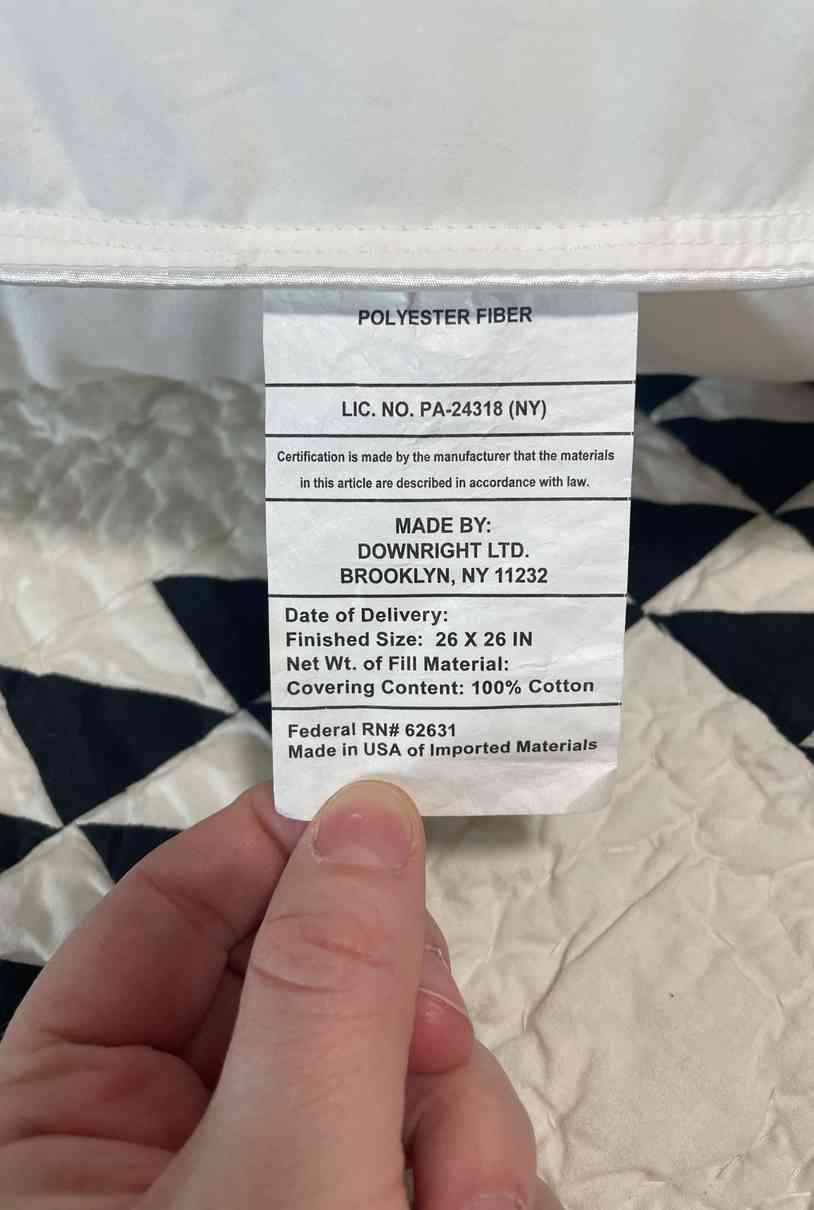 POLYESTER FIBER
LIC. NO. PA-24318 (NY)
Certification is made by the manufacturer that the materials
in this article are described in accordance with law.
MADE BY:
DOWNRIGHT LTD.
BROOKLYN, NY 11232
Date of Delivery:
Finished Size: 26 X 26 IN
Net Wt. of Fill Material:
Covering Content: 100% Cotton
Federal RN# 62631
Made in USA of Imported Materials